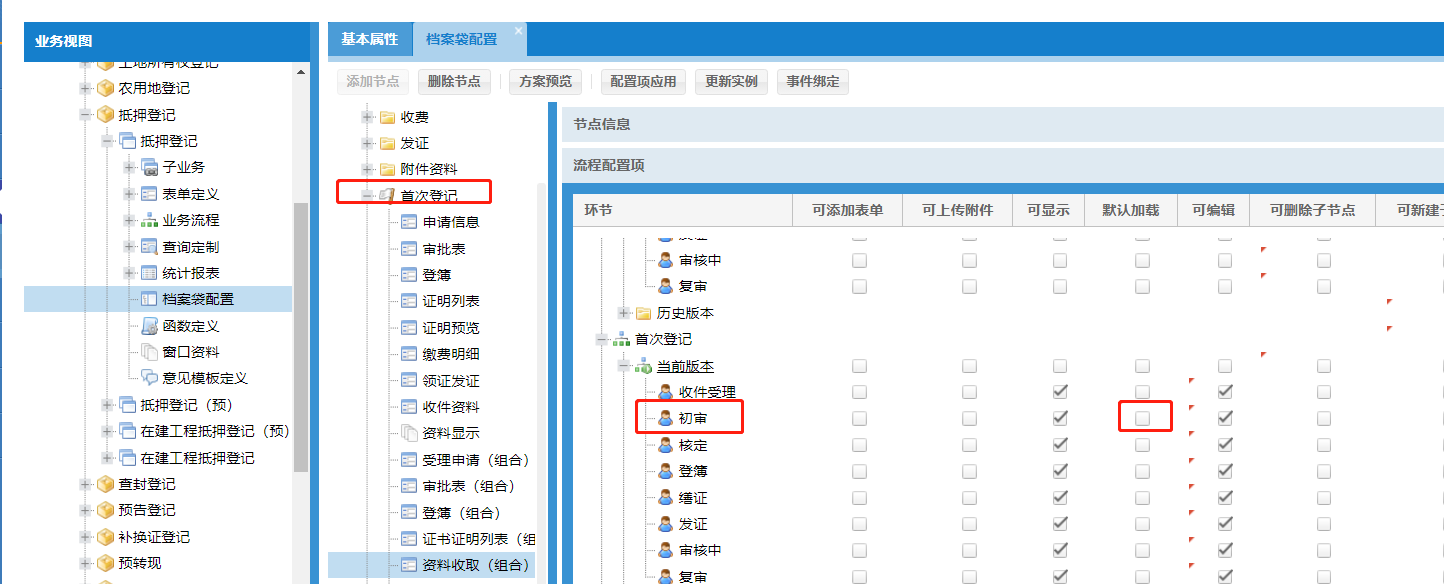 业务视图
土地所有权登记
农用地登记
抵押登记
抵押登记
子业务
表单定义
业务流程
查询定制
统计报表
档案袋配置
函数定义
窗口资料
意见模板定义
抵押登记（预）
在建工程抵押登记（预）
在建工程抵押登记
查封登记
预告登记
补换证登记
预转现
基本属性
档案袋配置
添加节点
删除节点
方案预览
配置项应用
更新实例
事件绑定
收费
发证
附件资料
首次登记
申请信息
审批表
登簿
证明列表
证明预览
缴费明细
领证发证
收件资料
资料显示
受理申请（组合）
审批表（组合）
登簿（组合）
证书证明列表（组
资料收取（组合）
节点信息
流程配置项
环节 可添加表单 可上传附件 可显示 默认加载 可编辑 可删除子节点 可新建子
发证
审核中
复审
历史版本
首次登记
当前版本
收件受理
初审
核定
登簿
缮证
发证
审核中
复审